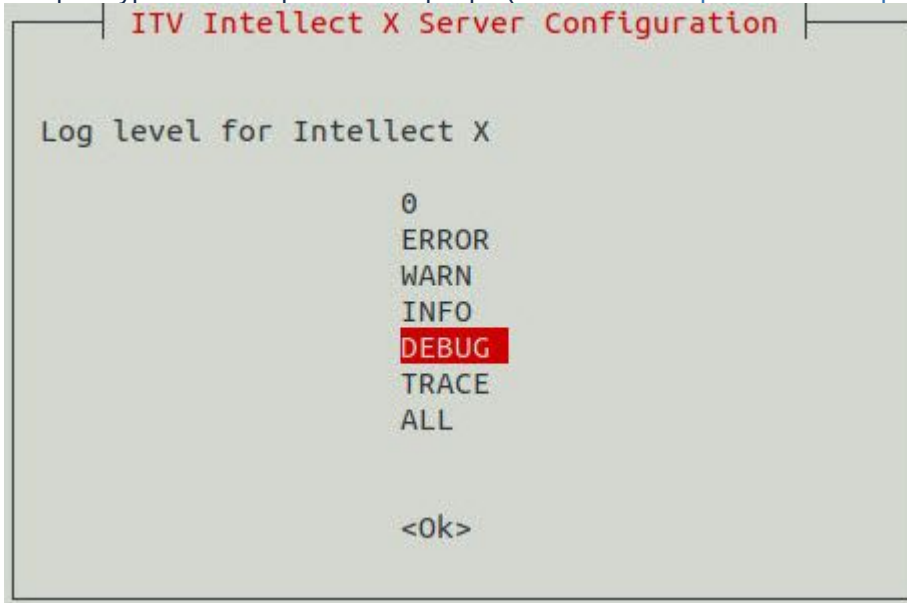 ITV Intellect X Server Configuration
Log level for Intellect X
0
ERROR
WARN
INFO
DEBUG
TRACE
ALL
<Ok>